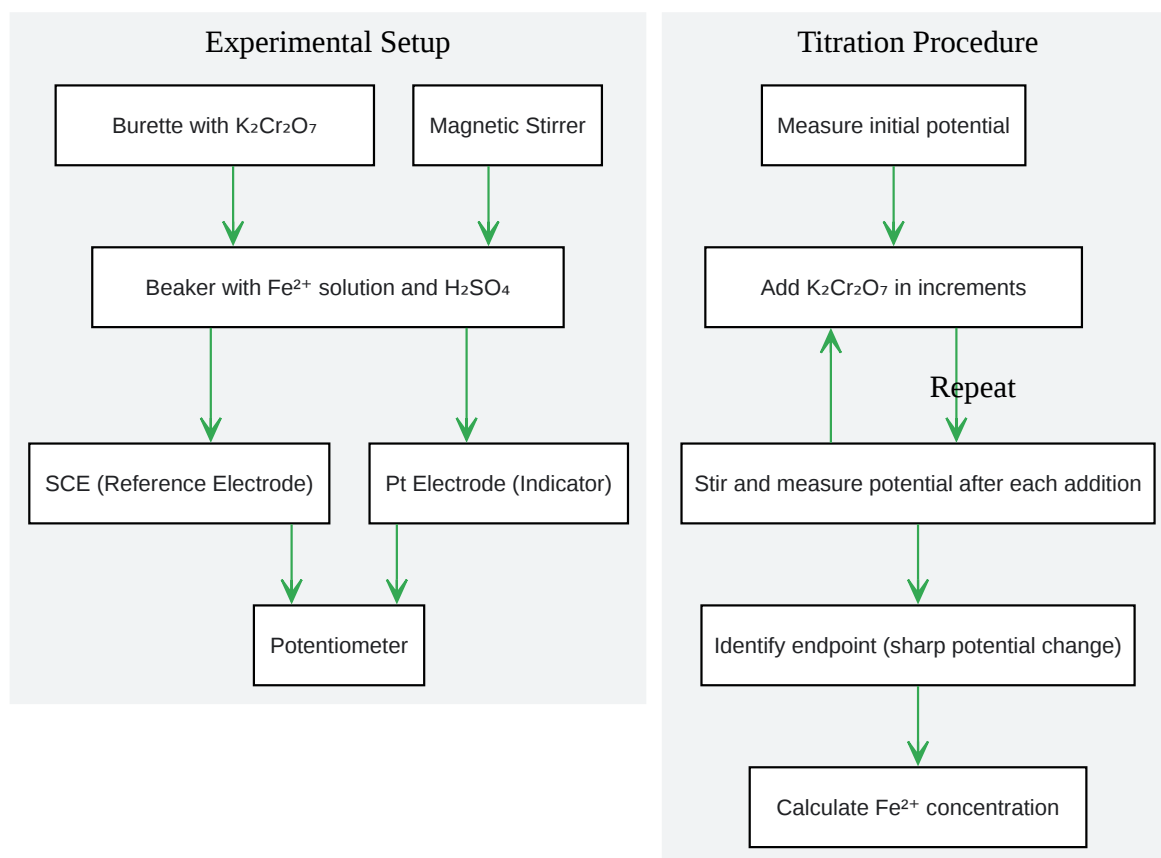 Experimental Setup
Burette with K₂Cr₂O₇
Magnetic Stirrer
Beaker with Fe²⁺ solution and H₂SO₄
SCE (Reference Electrode)
Pt Electrode (Indicator)
Potentiometer
Titration Procedure
Measure initial potential
Add K₂Cr₂O₇ in increments
Repeat
Stir and measure potential after each addition
Identify endpoint (sharp potential change)
Calculate Fe²⁺ concentration